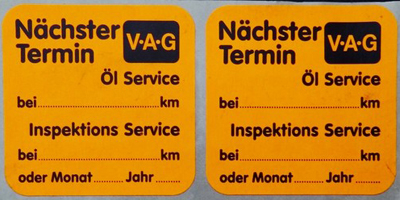 Nächster
Termin V·A·G
Öl Service
bei..............................km
Inspektions Service
bei..............................km
oder Monat........ Jahr......
Nächster
Termin V·A·G
Öl Service
bei..............................km
Inspektions Service
bei..............................km
oder Monat........ Jahr......